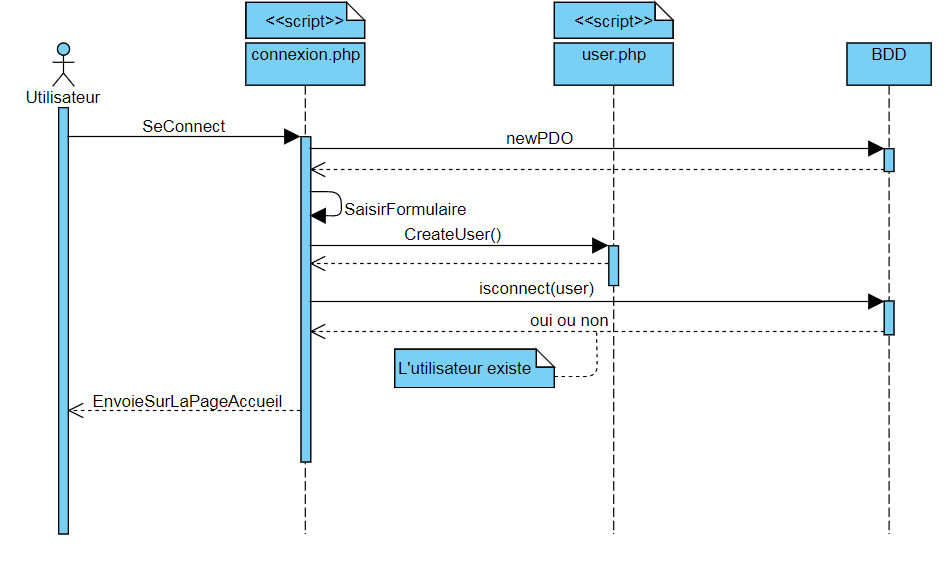 <<script>>
<<script>>
connexion.php
user.php
BDD
Utilisateur
SeConnect
newPDO
SaisirFormulaire
CreateUser()
isconnect(user)
oui ou non
L'utilisateur existe
EnvoieSurLaPageAccueil